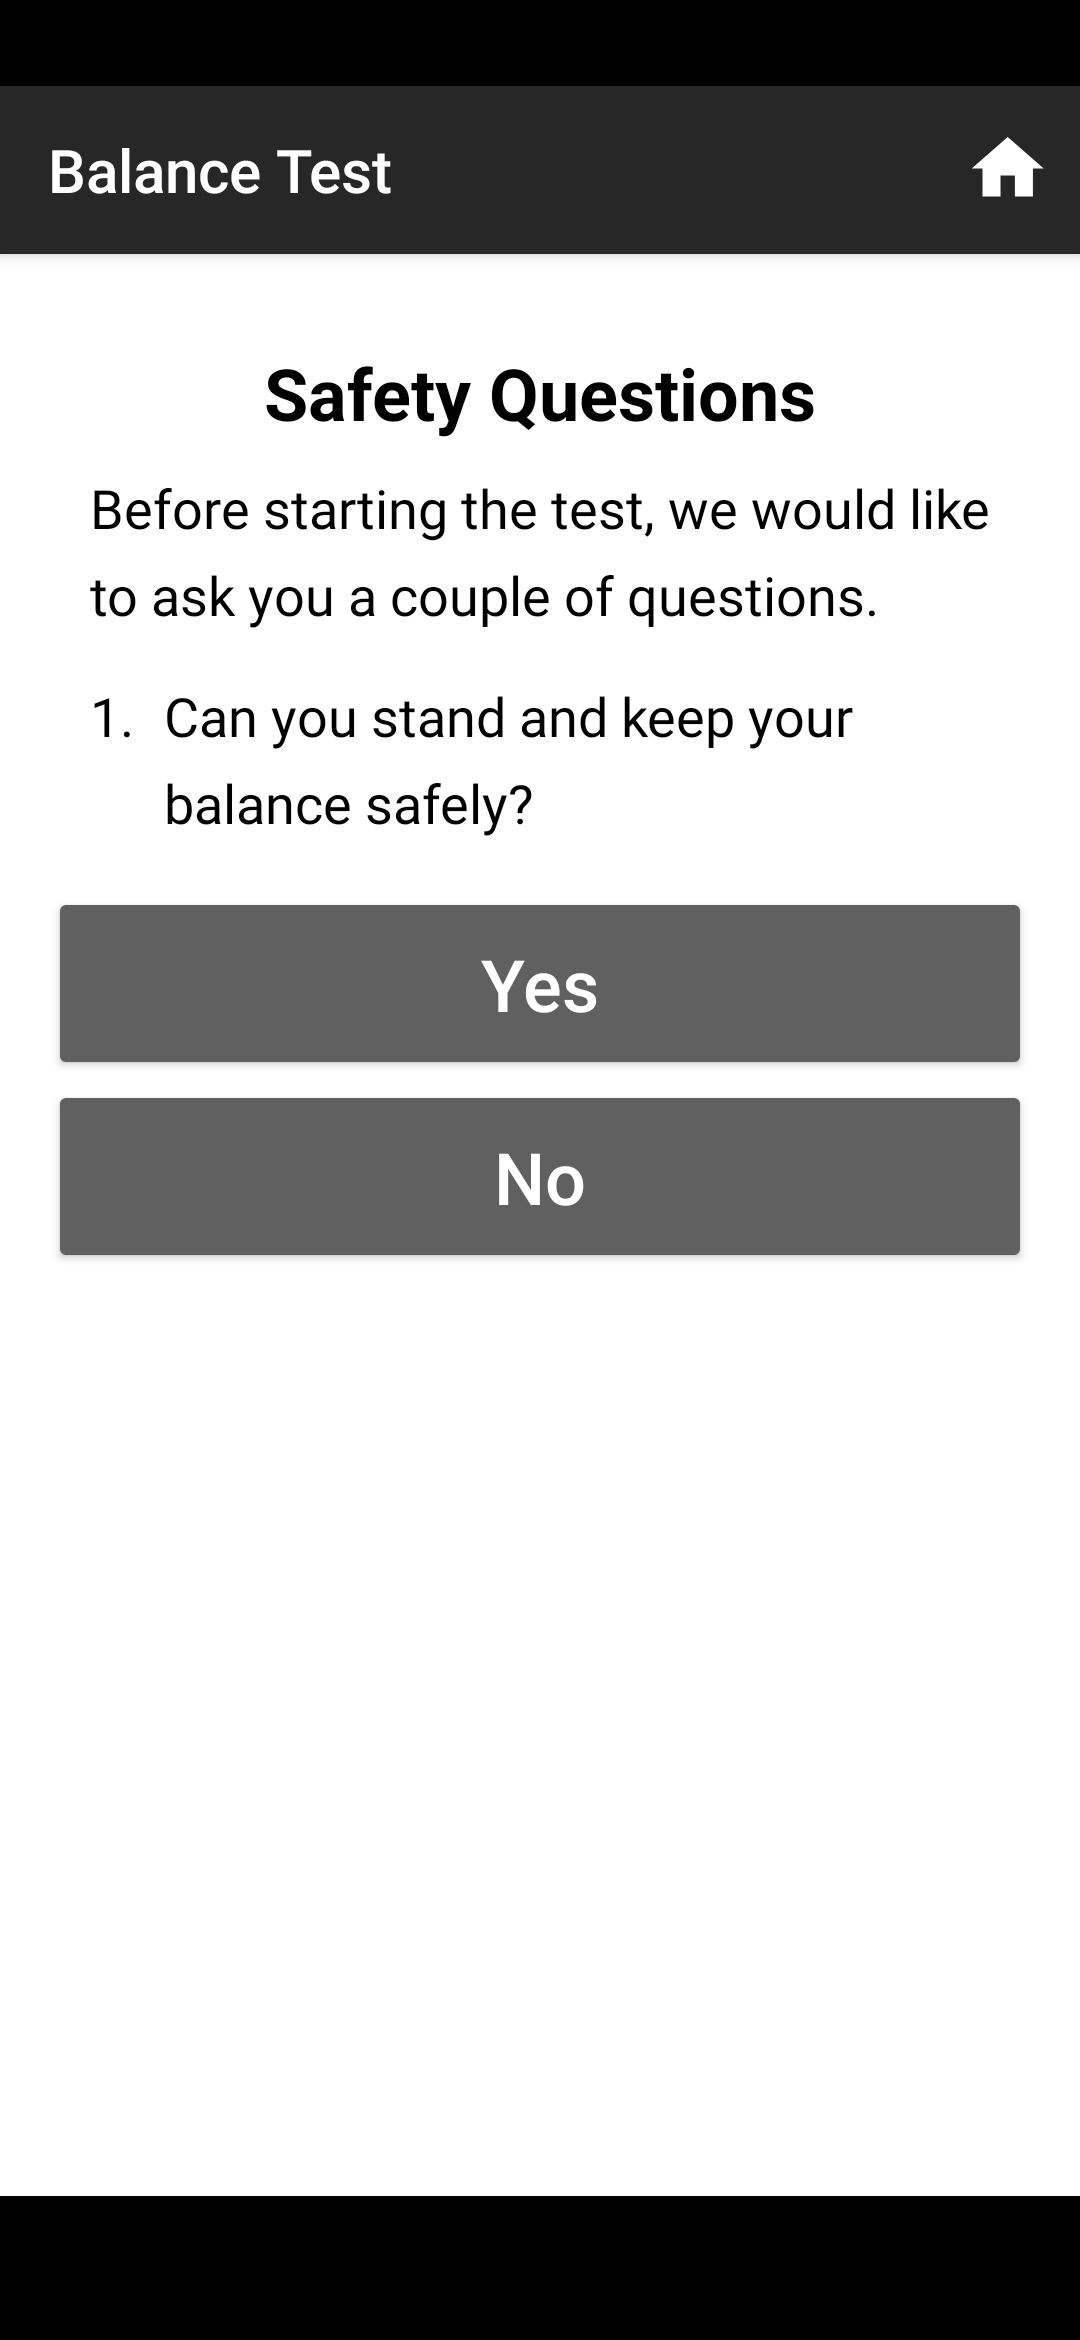 Balance Test
Safety Questions
Before starting the test, we would like
to ask you a couple of questions.
1. Can you stand and keep your
balance safely?
Yes
No